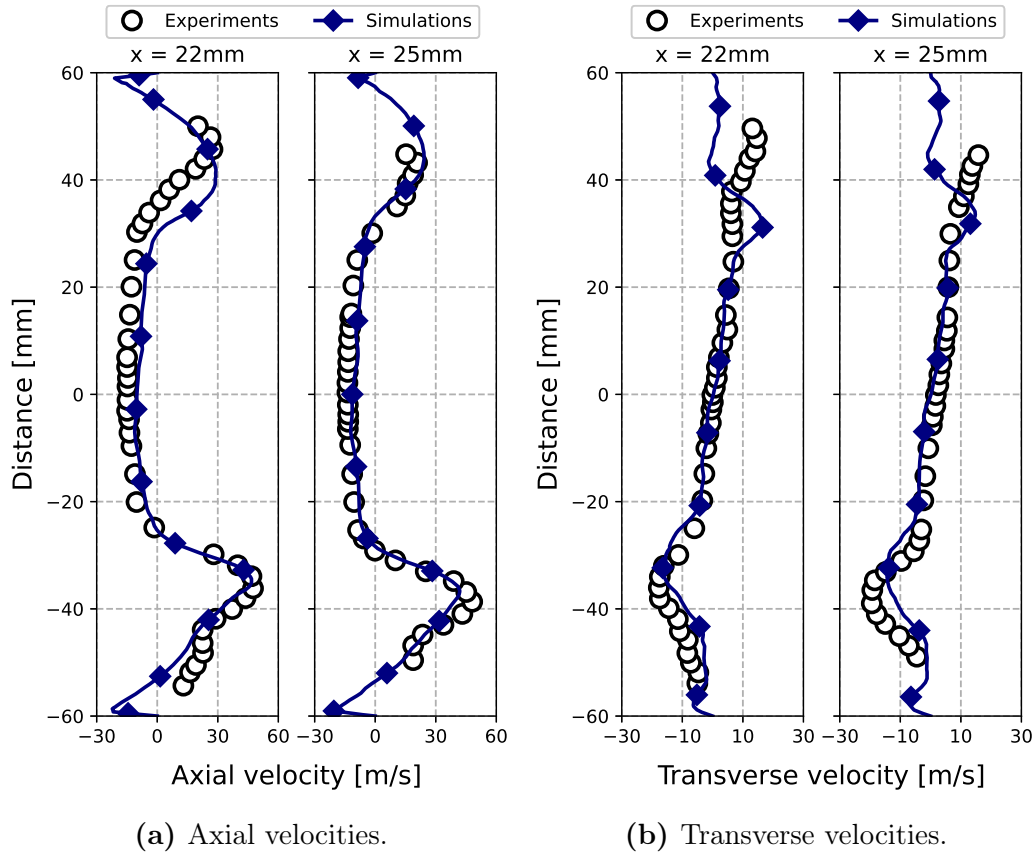 Experiments Simulations Experiments Simulations
x = 22mm x = 25mm x = 22mm x = 25mm
60 60
40 40
20 20
0 0
−20 −20
−40 −40
−60 −60
Distance [mm] Distance [mm]
−30 0 30 −30 0 30 60 −30 −10 10 −30 −10 10 30
Axial velocity [m/s] Transverse velocity [m/s]
(a) Axial velocities. (b) Transverse velocities.